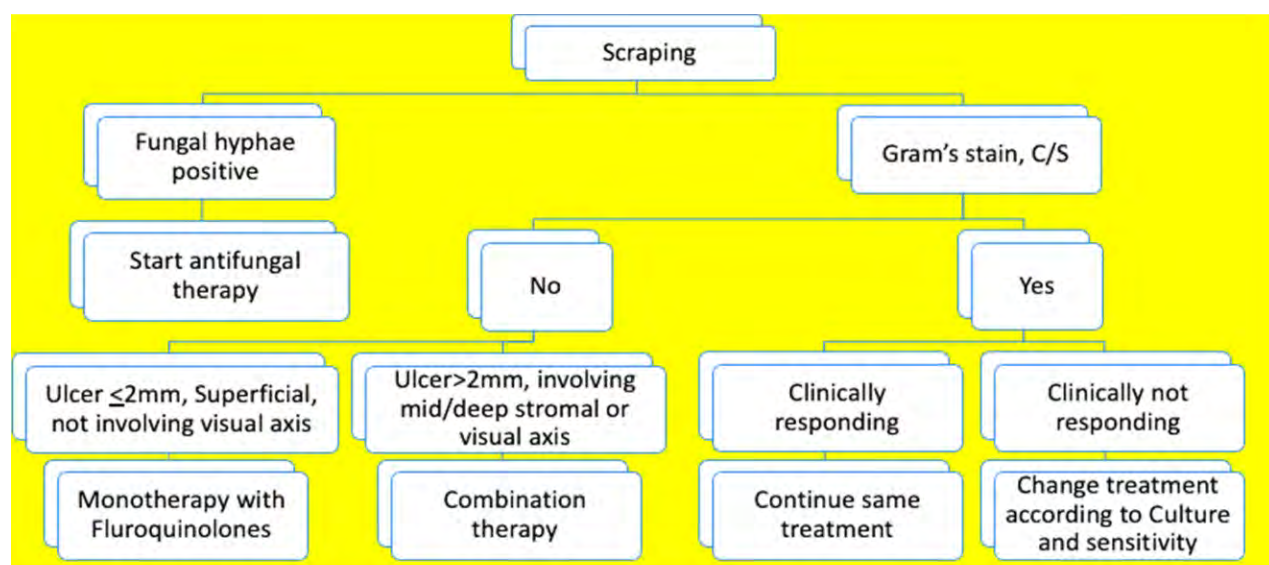 Scraping
Fungal hyphae
positive
Gram's stain, C/S
Start antifungal
therapy
No
Yes
Ulcer ≤2mm, Superficial,
not involving visual axis
Ulcer>2mm, involving
mid/deep stromal or
visual axis
Clinically
responding
Clinically not
responding
Monotherapy with
Fluroquinolones
Combination
therapy
Continue same
treatment
Change treatment
according to Culture
and sensitivity